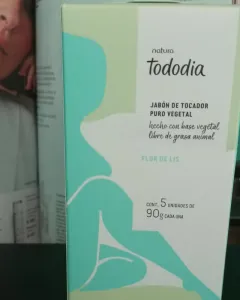 natura
tododia
JABÓN DE TOCADOR
PURO VEGETAL
hecho con base vegetal
libre de grasa animal
FLOR DE LIS
CONT. 5 UNIDADES DE
90g CADA UNA